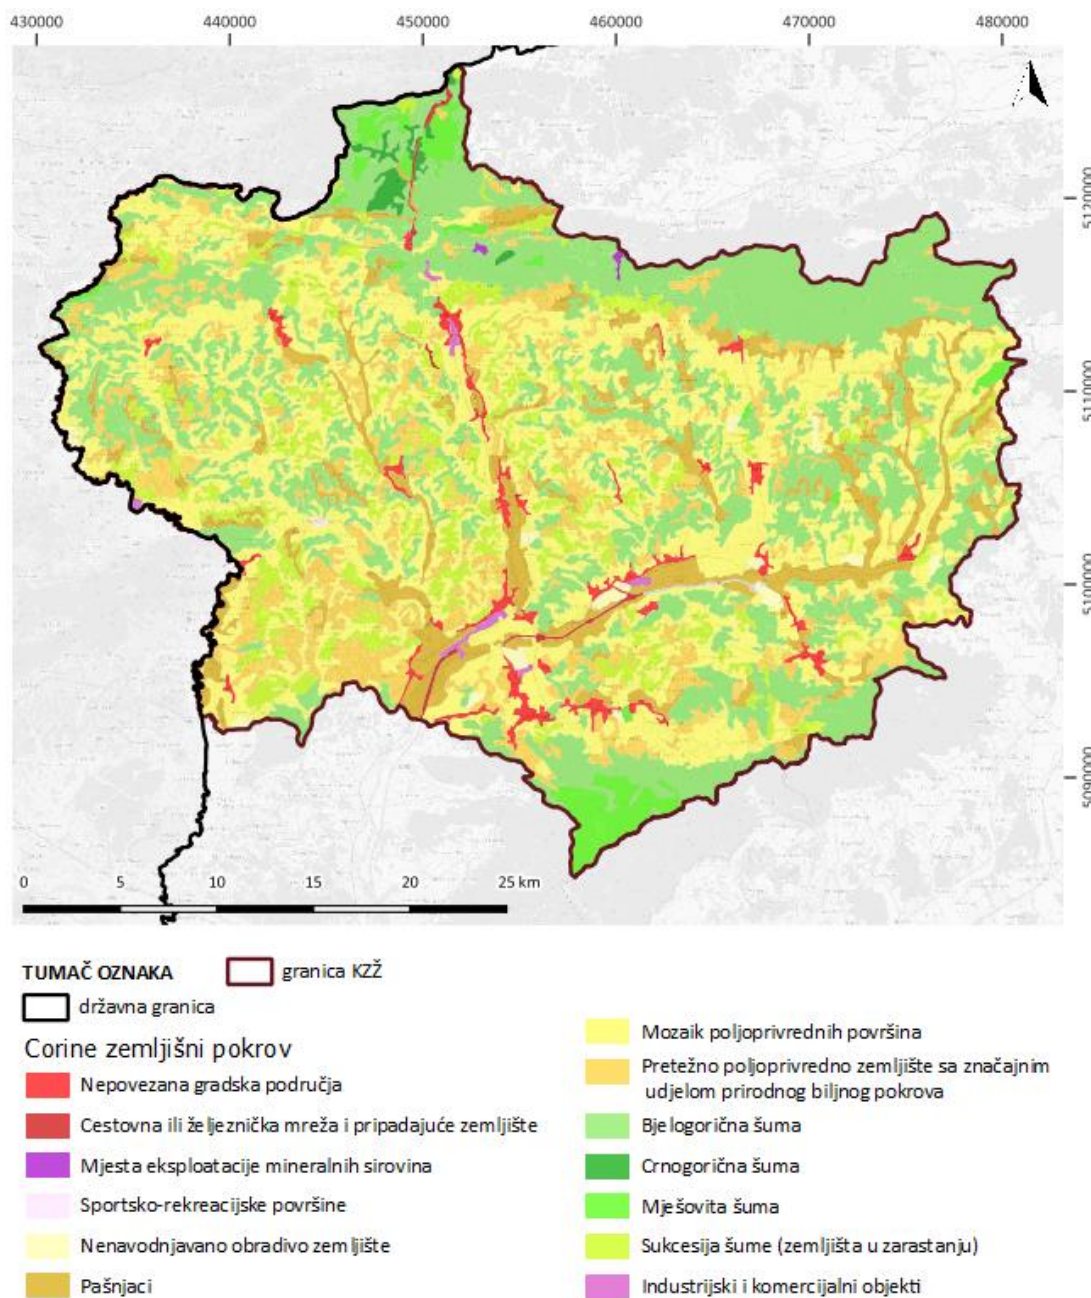 430000 440000 450000 460000 470000 480000
5120000
5110000
5100000
5090000
0 5 10 15 20 25 km
TUMAČ OZNAKA
granica KZŽ
državna granica
Corine zemljišni pokrov
Nepovezana gradska područja
Cestovna ili željeznička mreža i pripadajuće zemljište
Mjesta eksploatacije mineralnih sirovina
Sportsko-rekreacijske površine
Nenavodnjavano obradivo zemljište
Pašnjaci
Mozaik poljoprivrednih površina
Pretežno poljoprivredno zemljište sa značajnim
udjelom prirodnog biljnog pokrova
Bjelogorična šuma
Crnogorična šuma
Mješovita šuma
Sukcesija šume (zemljišta u zarastanju)
Industrijski i komercijalni objekti